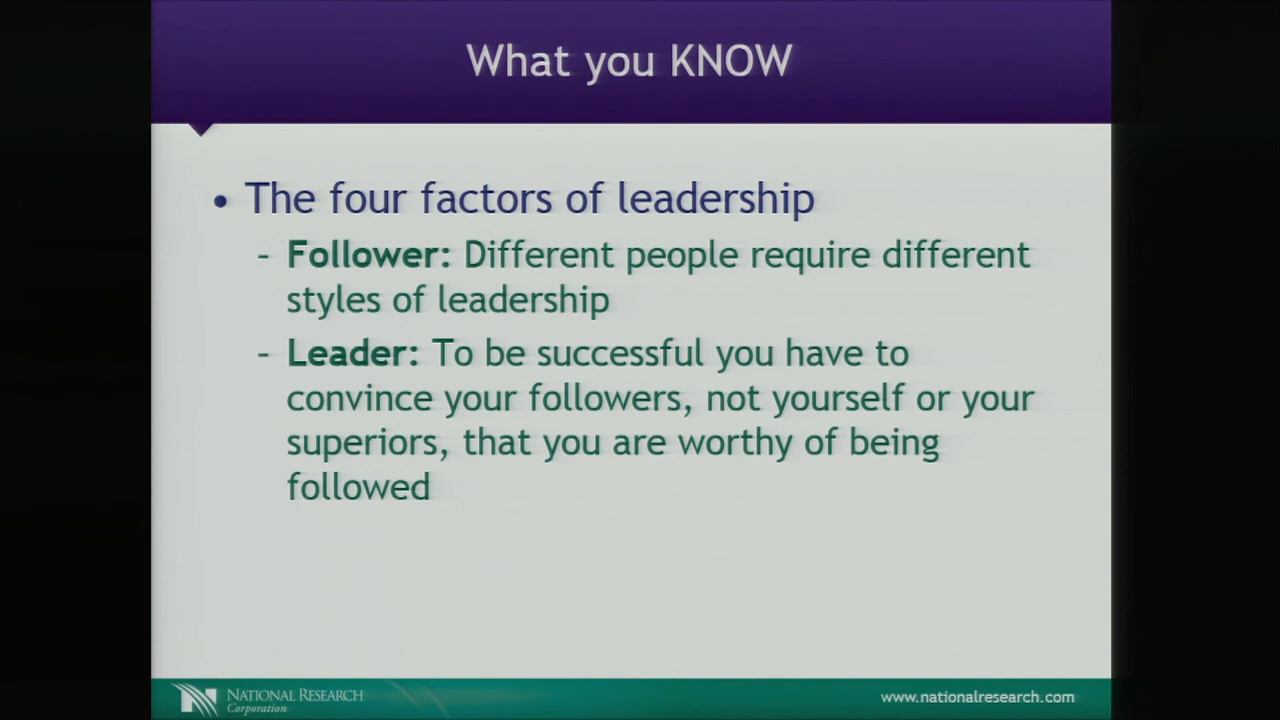 What you KNOW
• The four factors of leadership
– Follower: Different people require different
styles of leadership
– Leader: To be successful you have to
convince your followers, not yourself or your
superiors, that you are worthy of being
followed
NATIONAL RESEARCH
Corporation
www.nationalresearch.com